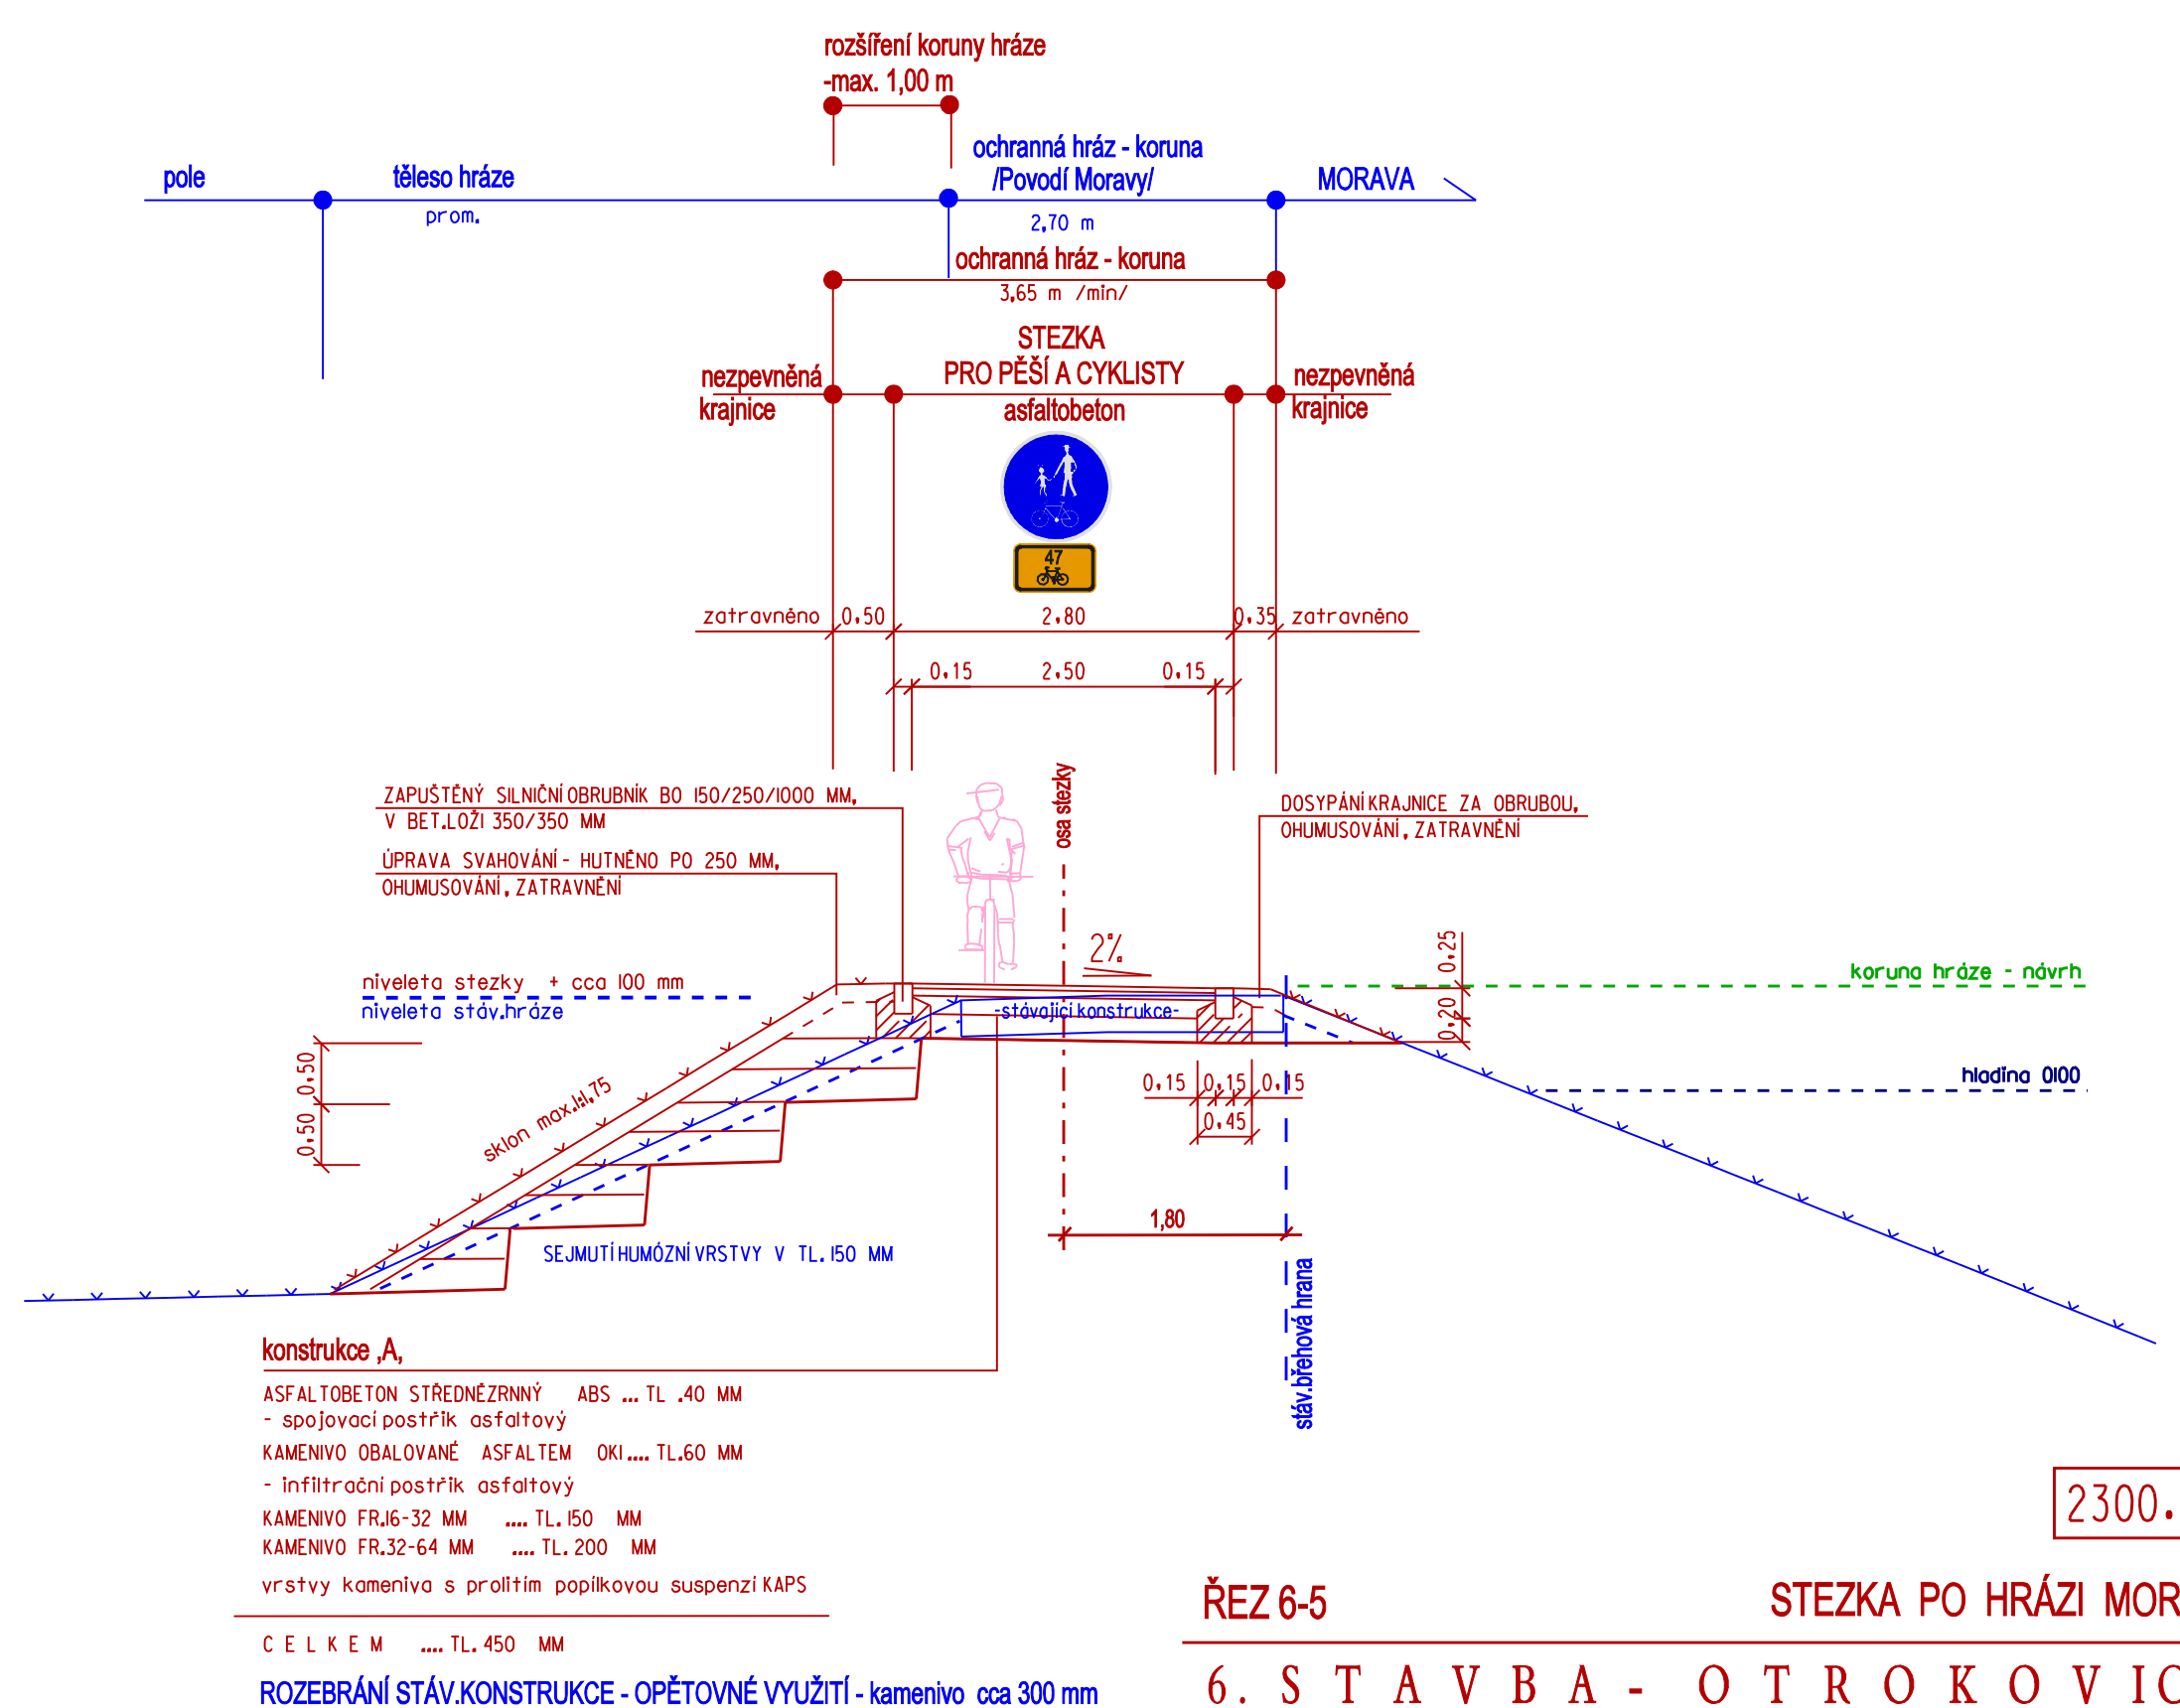 rozšíření koruny hráze
-max. 1,00 m
ochranná hráz - koruna
/Povodí Moravy/
pole
těleso hráze
MORAVA
prom.
2,70 m
ochranná hráz - koruna
3,65 m /min/
STEZKA
PRO PĚŠÍ A CYKLISTY
nezpevněná
krajnice
nezpevněná
krajnice
asfaltobeton
47
zatravněno 0,50 2,80 0,35 zatravněno
0,15 2,50 0,15
osa stezky
ZAPUŠTĚNÝ SILNIČNÍ OBRUBNÍK BO 150/250/1000 MM,
V BET.LOŽI 350/350 MM
DOSYPÁNÍ KRAJNICE ZA OBRUBOU,
OHUMUSOVÁNÍ, ZATRAVNĚNÍ
ÚPRAVA SVAHOVÁNÍ - HUTNĚNO PO 250 MM,
OHUMUSOVÁNÍ, ZATRAVNĚNÍ
2%
0,25
0,20
niveleta stezky + cca 100 mm
niveleta stáv.hráze
koruna hráze - návrh
-stávající konstrukce-
hladina Q100
0,50
0,50
sklon max.1:1,75
0,15 0,15 0,15
0,45
1,80
SEJMUTÍ HUMÓZNÍ VRSTVY V TL. 150 MM
stáv.břehová hrana
konstrukce ,A,
ASFALTOBETON STŘEDNĚZRNNÝ ABS ... TL .40 MM
- spojovací postřik asfaltový
KAMENIVO OBALOVANÉ ASFALTEM OKI .... TL.60 MM
- infiltrační postřik asfaltový
KAMENIVO FR.16-32 MM .... TL. 150 MM
KAMENIVO FR.32-64 MM .... TL. 200 MM
vrstvy kameniva s prolitím popílkovou suspenzí KAPS
C E L K E M .... TL. 450 MM
ROZEBRÁNÍ STÁV.KONSTRUKCE - OPĚTOVNÉ VYUŽITÍ - kamenivo cca 300 mm
2300.
ŘEZ 6-5
STEZKA PO HRÁZI MOR
6. S T A V B A - O T R O K O V I C